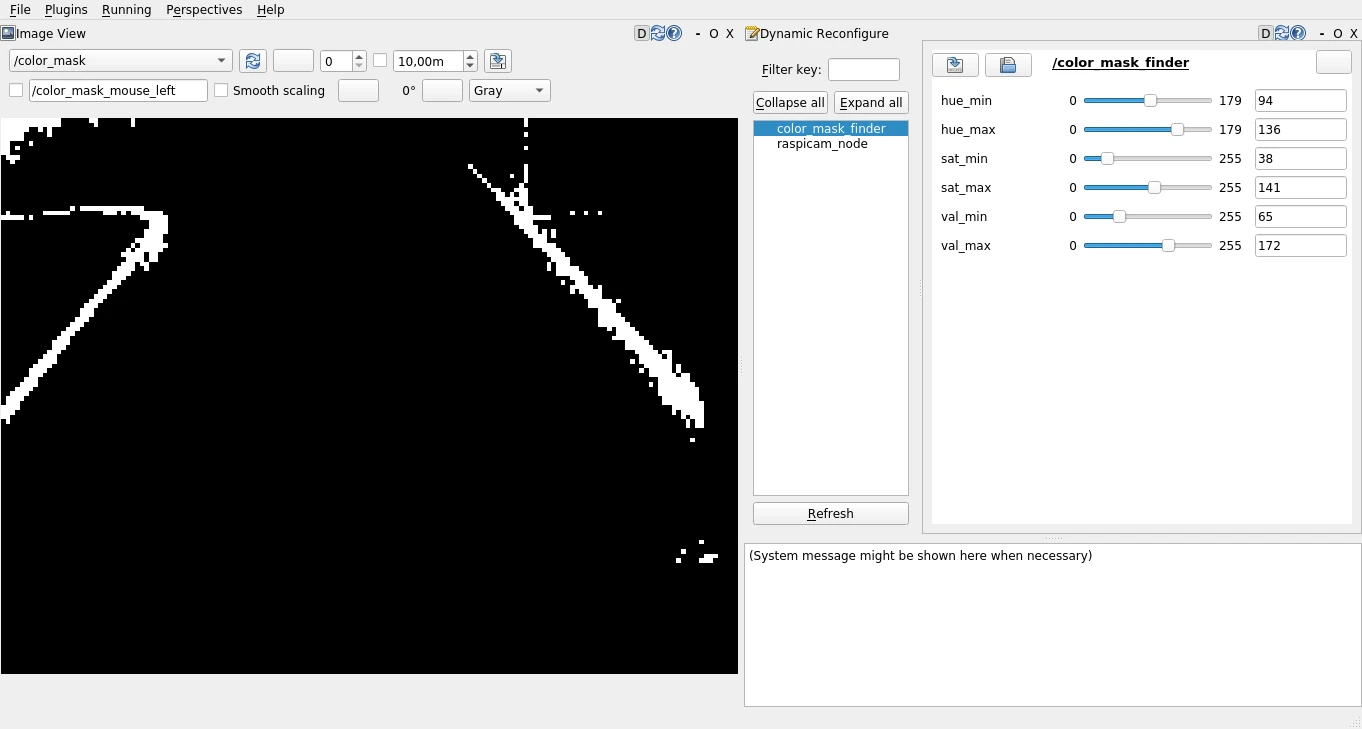 File Plugins Running Perspectives Help
Image View D - O X
/color_mask 0 10,00m
/color_mask_mouse_left Smooth scaling 0° Gray
Dynamic Reconfigure D - O X
Filter key:
Collapse all Expand all
color_mask_finder
raspicam_node
Refresh
/color_mask_finder
hue_min 0 179 94
hue_max 0 179 136
sat_min 0 255 38
sat_max 0 255 141
val_min 0 255 65
val_max 0 255 172
(System message might be shown here when necessary)